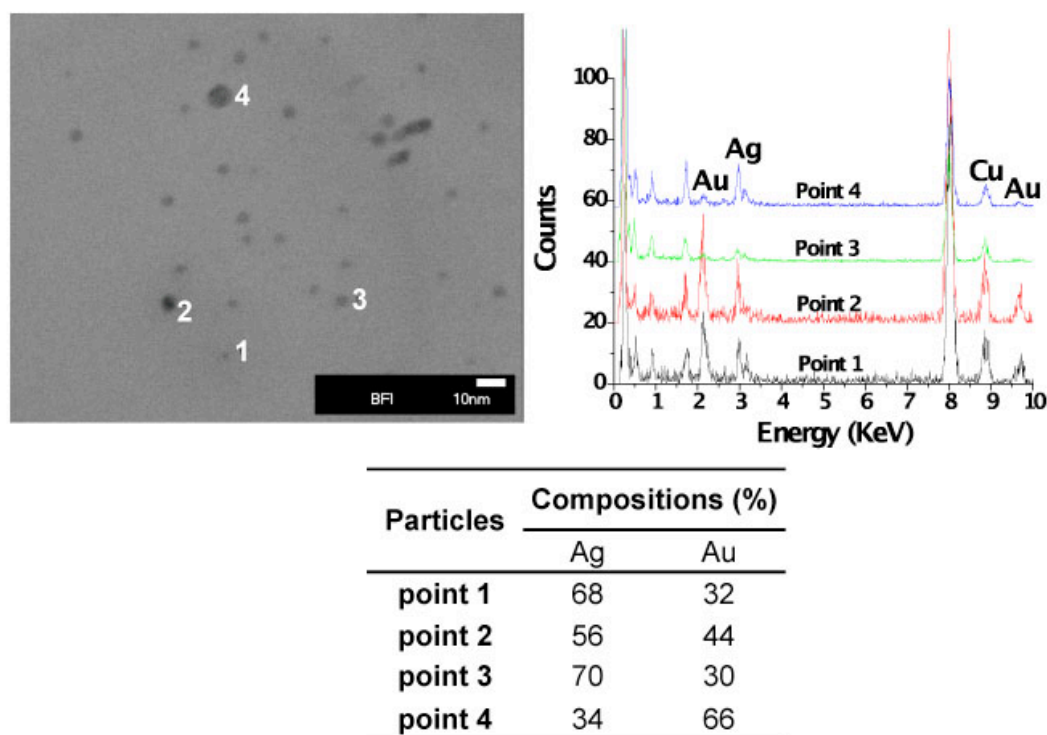 4
2
3
1
BFI 10nm
100
80
60
40
20
0
Counts
Au
Ag
Cu
Au
Point 4
Point 3
Point 2
Point 1
0 1 2 3 4 5 6 7 8 9 10
Energy (KeV)
Particles Compositions (%)
Ag Au
point 1 68 32
point 2 56 44
point 3 70 30
point 4 34 66